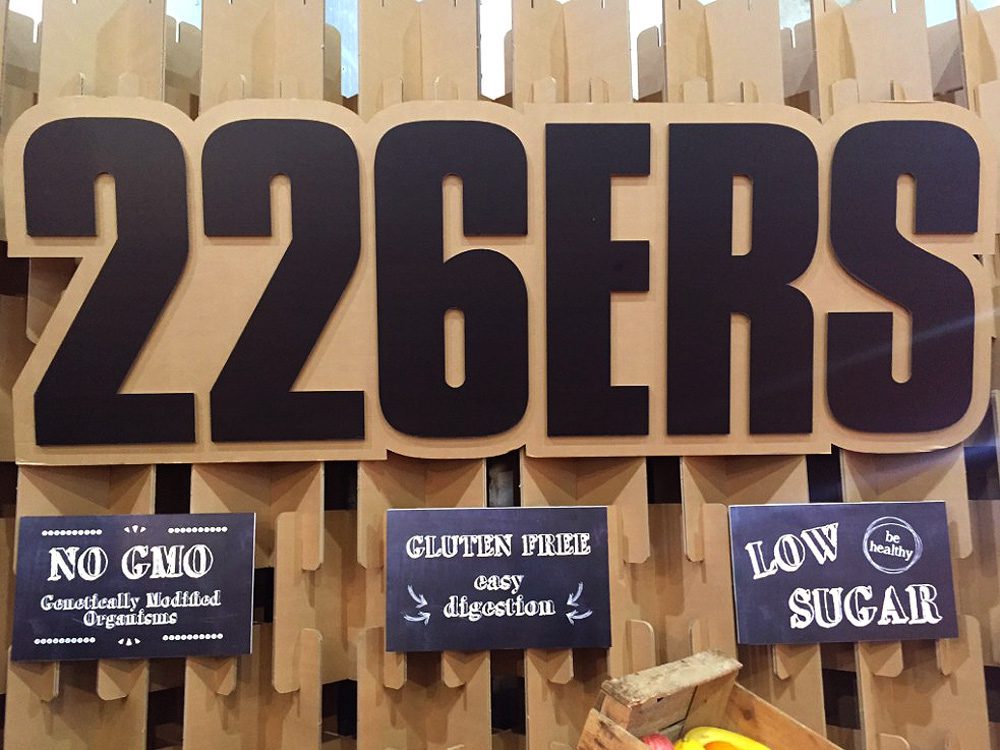 226ERS
NO GMO
Genetically Modified
Organisms
GLUTEN FREE
easy
digestion
LOW
be
healthy
SUGAR